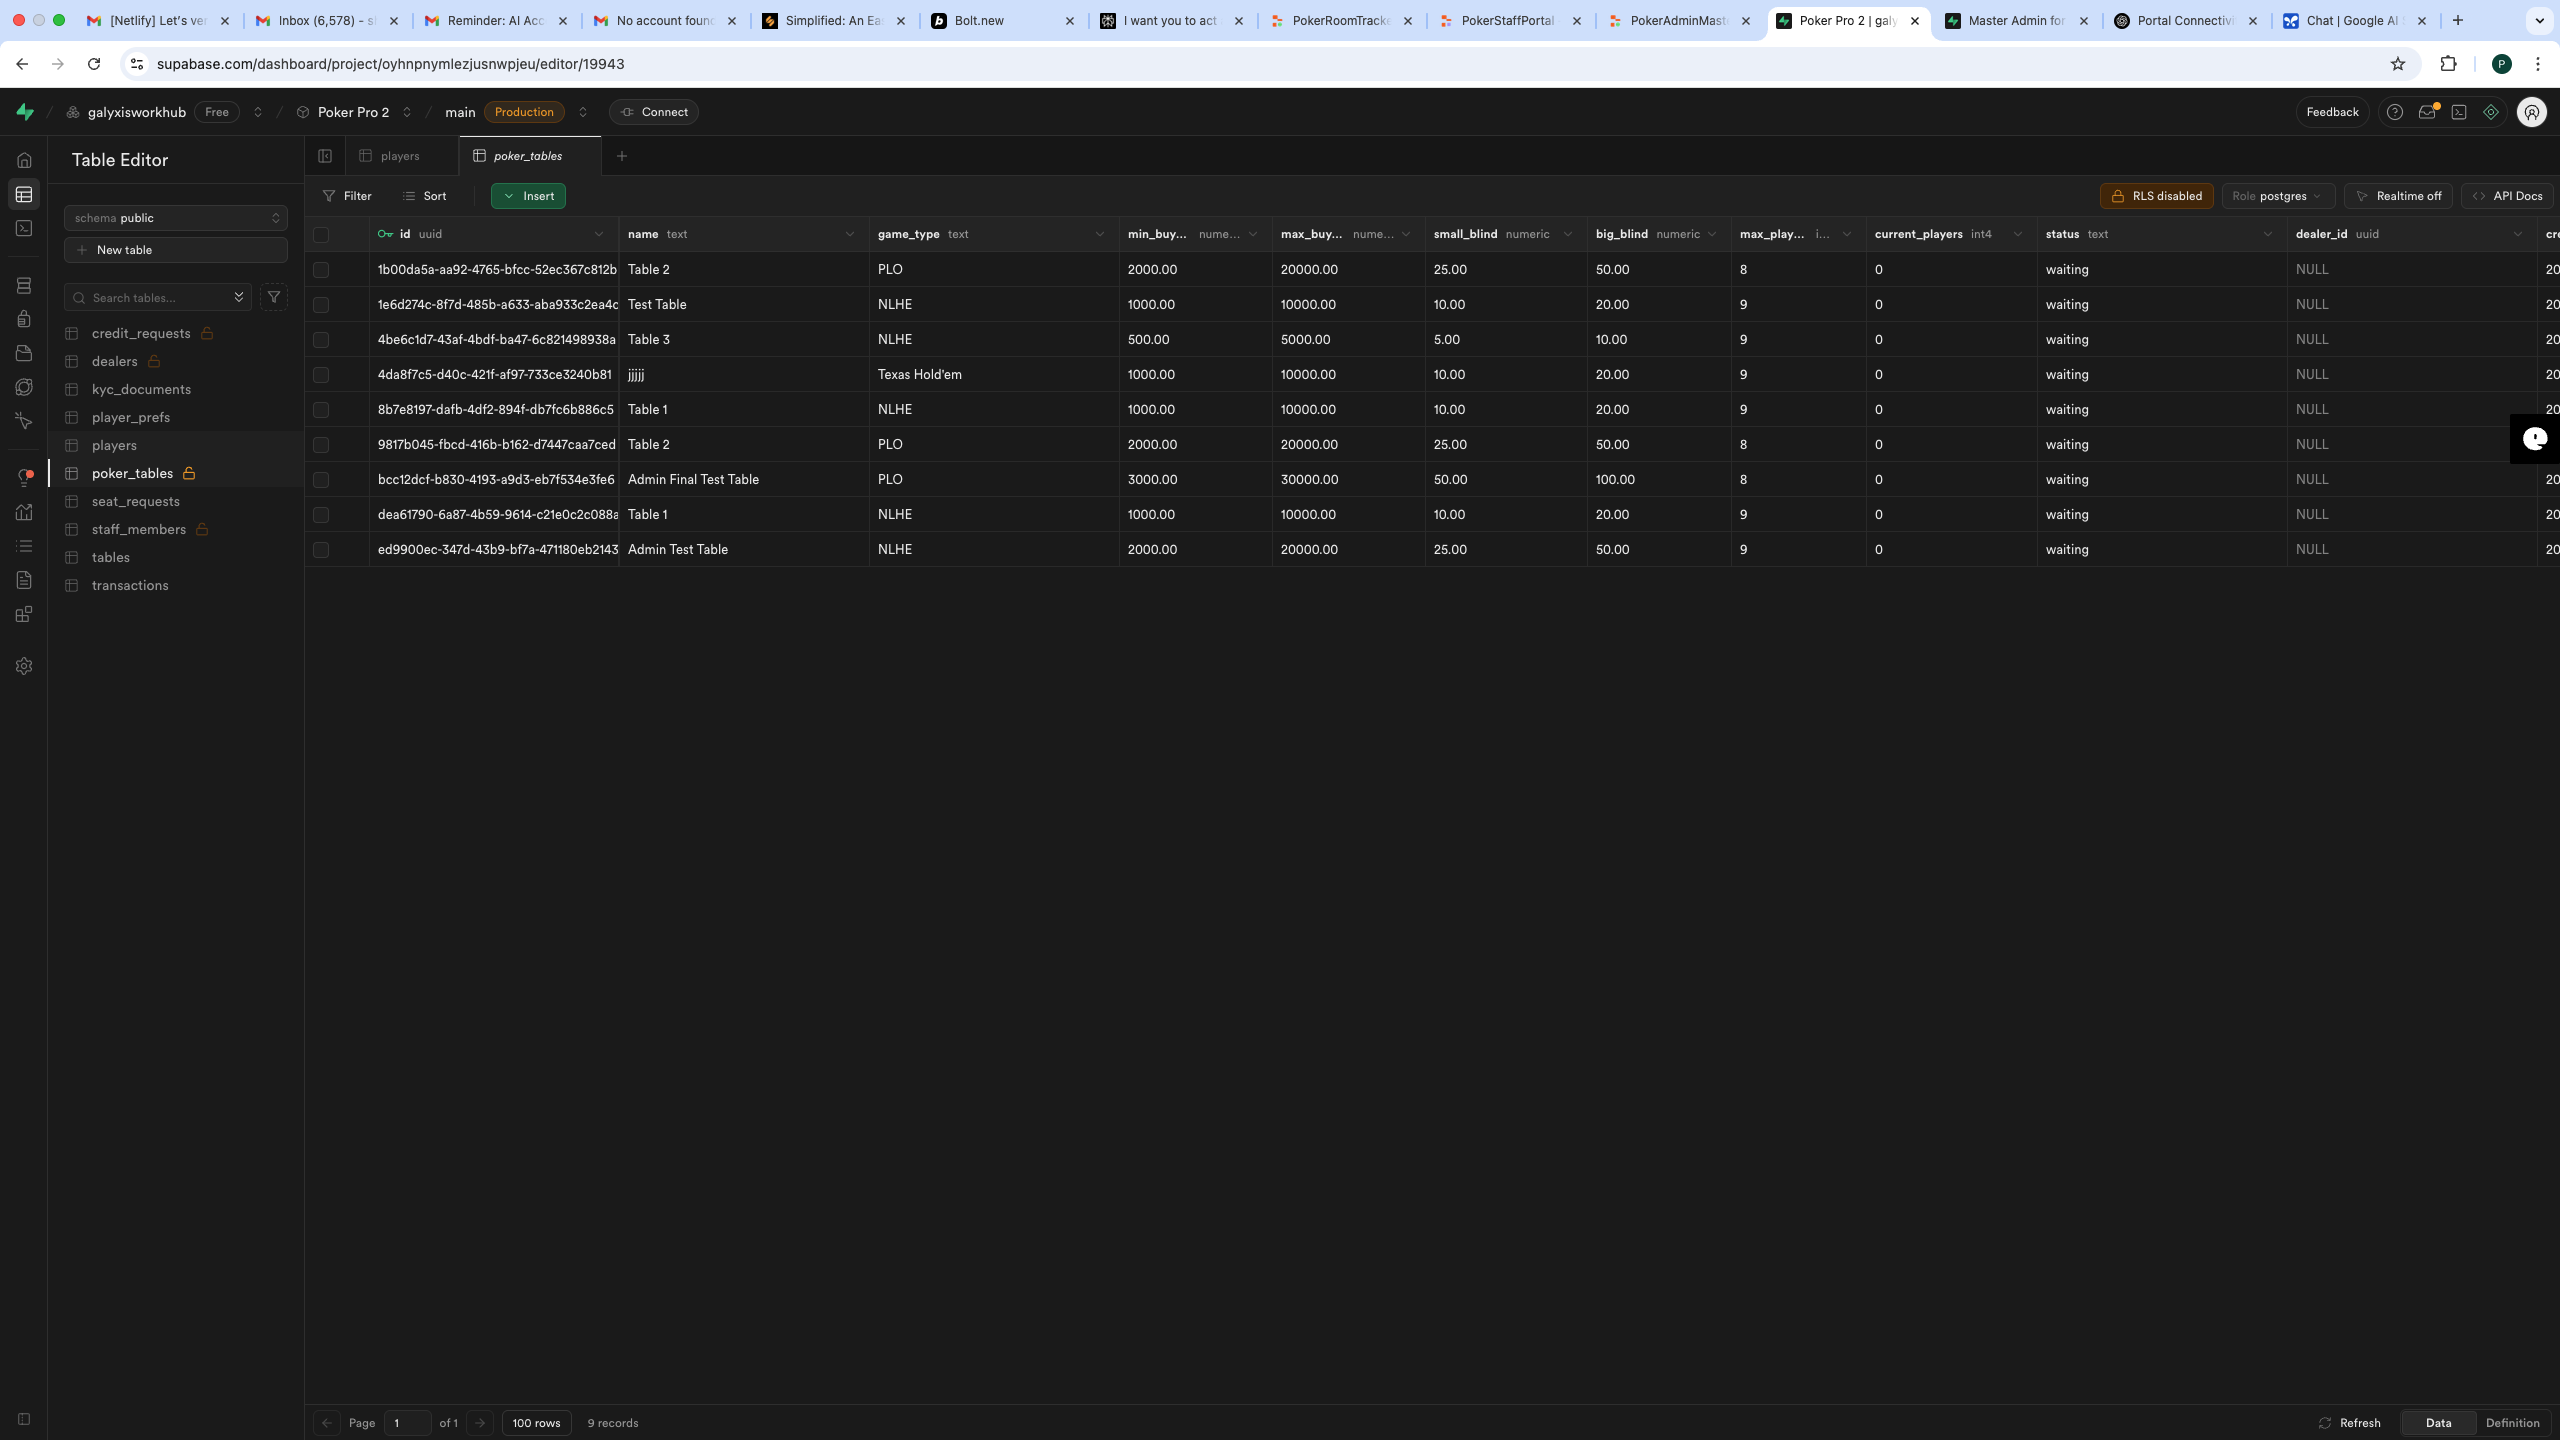 [Netlify] Let's ver Inbox (6,578) - s Reminder: AI Acc No account foun Simplified: An Ea Bolt.new I want you to act PokerRoomTracke PokerStaffPortal PokerAdminMast Poker Pro 2 | galy Master Admin for Portal Connectivi Chat | Google AI
supabase.com/dashboard/project/oyhnpnymlezjusnwpjeu/editor/19943 P
galyxisworkhub Free Poker Pro 2 main Production Connect Feedback
Table Editor players poker_tables
Filter Sort Insert RLS disabled Role postgres Realtime off API Docs
schema public
New table
Search tables...
credit_requests
dealers
kyc_documents
player_prefs
players
poker_tables
seat_requests
staff_members
tables
transactions
id uuid name text game_type text min_buy... nume... max_buy... nume... small_blind numeric big_blind numeric max_play... i... current_players int4 status text dealer_id uuid cre
1b00da5a-aa92-4765-bfcc-52ec367c812b Table 2 PLO 2000.00 20000.00 25.00 50.00 8 0 waiting NULL 20
1e6d274c-8f7d-485b-a633-aba933c2ea4c Test Table NLHE 1000.00 10000.00 10.00 20.00 9 0 waiting NULL 20
4be6c1d7-43af-4bdf-ba47-6c821498938a Table 3 NLHE 500.00 5000.00 5.00 10.00 9 0 waiting NULL 20
4da8f7c5-d40c-421f-af97-733ce3240b81 jjjjj Texas Hold'em 1000.00 10000.00 10.00 20.00 9 0 waiting NULL 20
8b7e8197-dafb-4df2-894f-db7fc6b886c5 Table 1 NLHE 1000.00 10000.00 10.00 20.00 9 0 waiting NULL 20
9817b045-fbcd-416b-b162-d7447caa7ced Table 2 PLO 2000.00 20000.00 25.00 50.00 8 0 waiting NULL
bcc12dcf-b830-4193-a9d3-eb7f534e3fe6 Admin Final Test Table PLO 3000.00 30000.00 50.00 100.00 8 0 waiting NULL 20
dea61790-6a87-4b59-9614-c21e0c2c088a Table 1 NLHE 1000.00 10000.00 10.00 20.00 9 0 waiting NULL 20
ed9900ec-347d-43b9-bf7a-471180eb2143 Admin Test Table NLHE 2000.00 20000.00 25.00 50.00 9 0 waiting NULL 20
Page 1 of 1 100 rows 9 records Refresh Data Definition